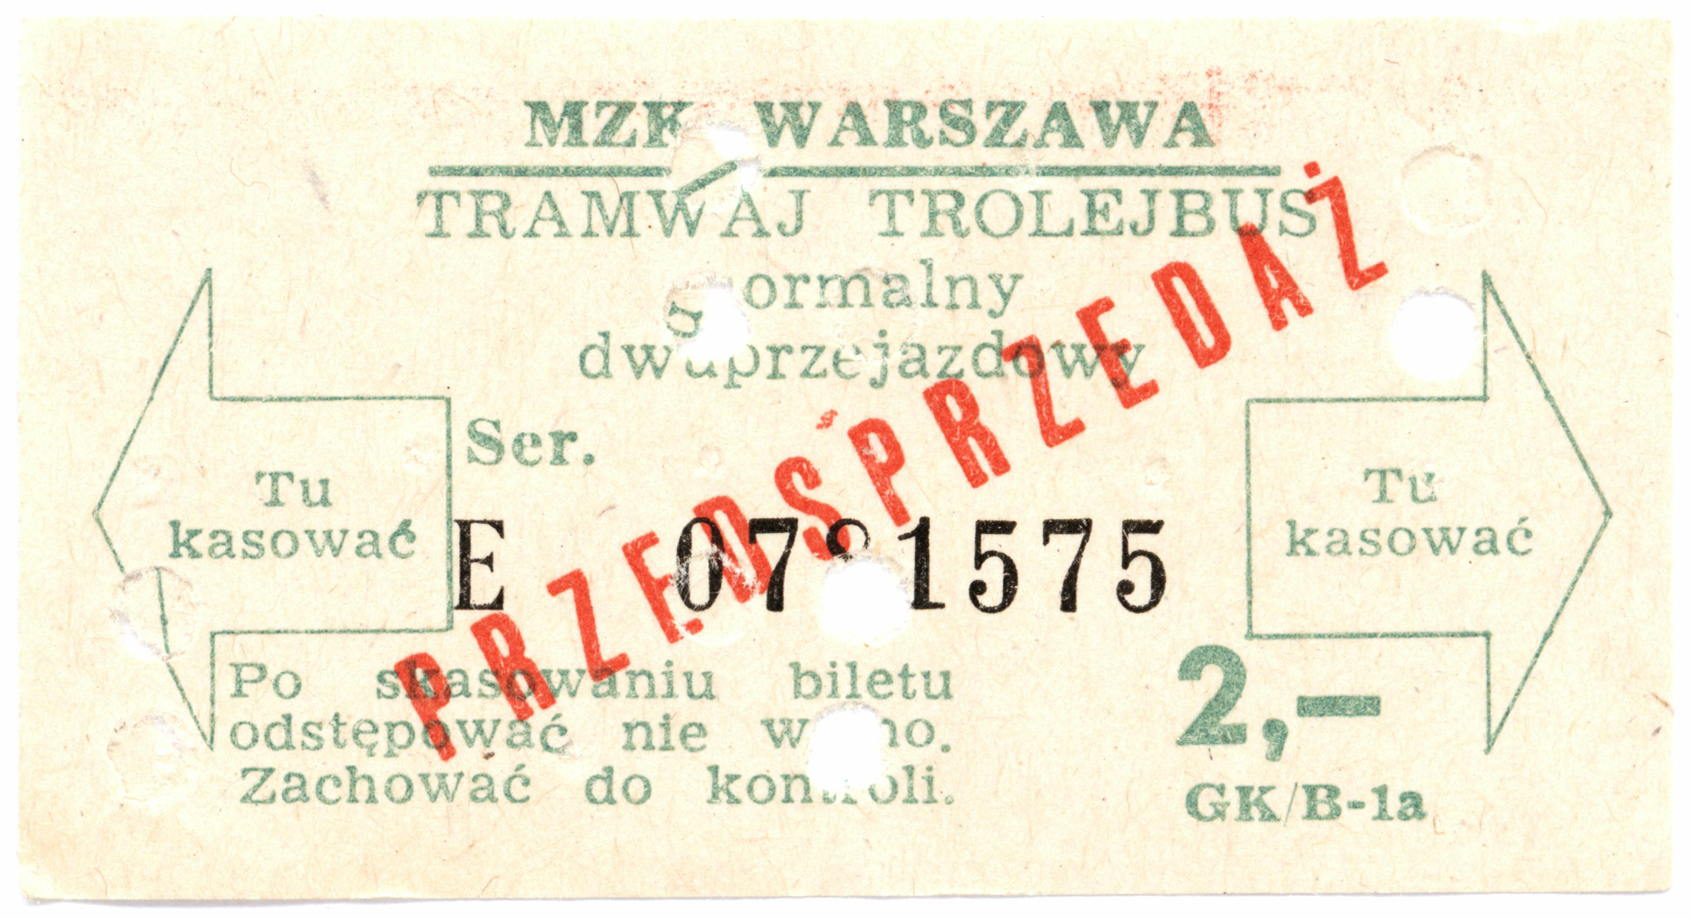 MZK WARSZAWA
TRAMWAJ TROLEJBUS
normalny
dwuprzejazdowy
PRZEDSPRZEDAŻ
Tu
kasować
Ser.
E
Tu
kasować
Po skasowaniu biletu
odstępować nie wolno.
Zachować do kontroli.
2,—
GK/B-1a